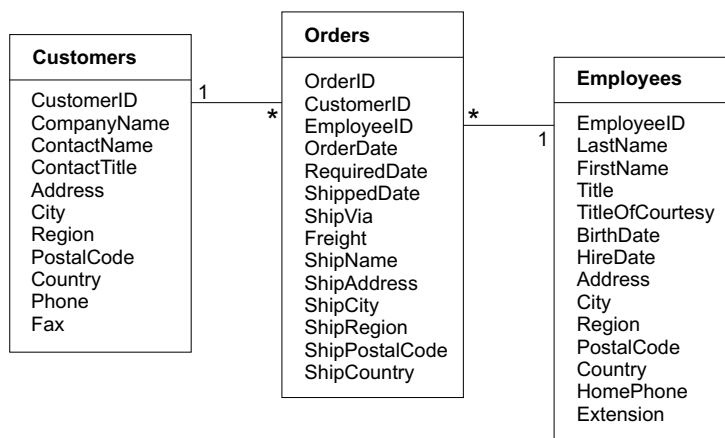 Customers
CustomerID
CompanyName
ContactName
ContactTitle
Address
City
Region
PostalCode
Country
Phone
Fax
1
*
Orders
OrderID
CustomerID
EmployeeID
OrderDate
RequiredDate
ShippedDate
ShipVia
Freight
ShipName
ShipAddress
ShipCity
ShipRegion
ShipPostalCode
ShipCountry
*
1
Employees
EmployeeID
LastName
FirstName
Title
TitleOfCourtesy
BirthDate
HireDate
Address
City
Region
PostalCode
Country
HomePhone
Extension